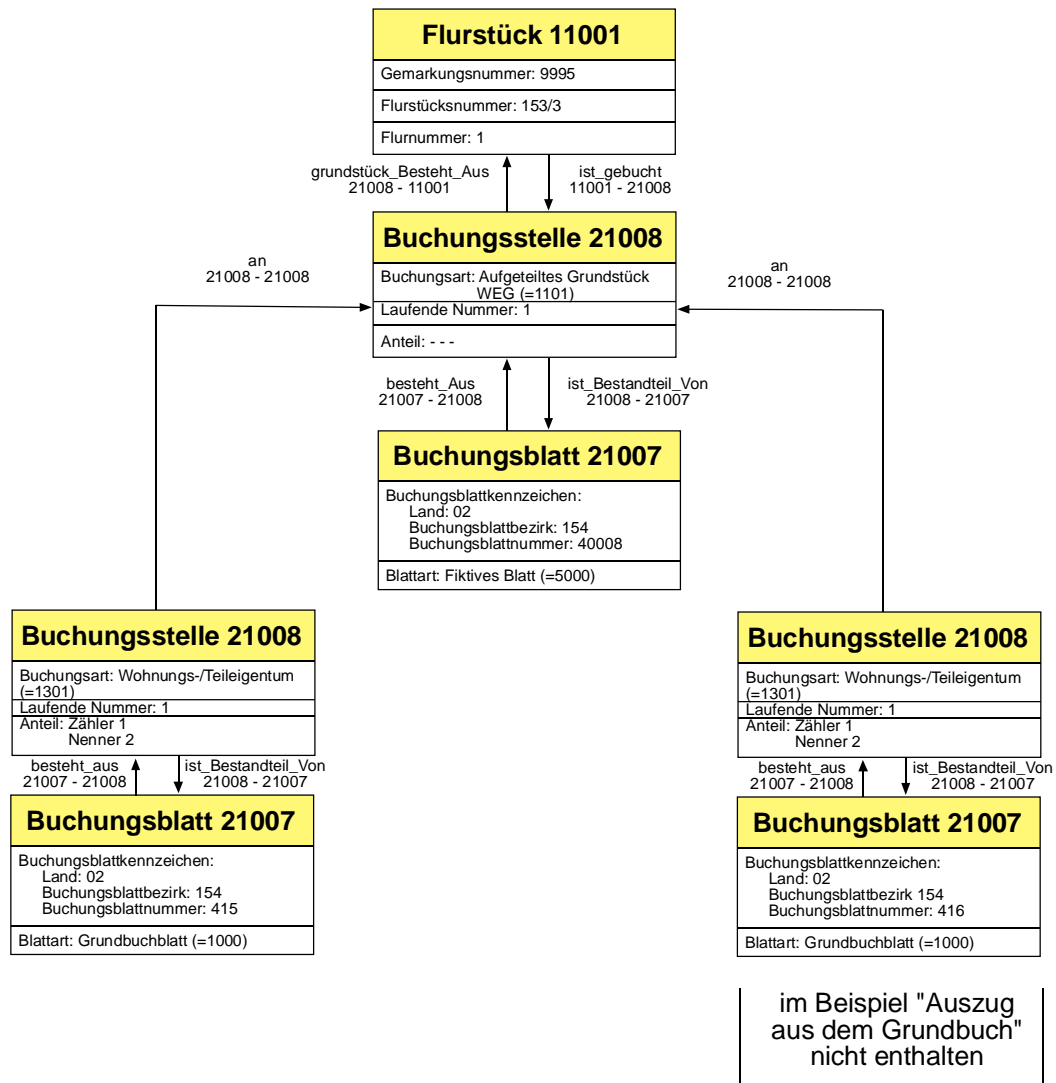 Flurstück 11001
Gemarkungsnummer: 9995
Flurstücksnummer: 153/3
Flurnummer: 1
grundstück_Besteht_Aus
21008 - 11001
ist_gebucht
11001 - 21008
Buchungsstelle 21008
Buchungsart: Aufgeteiltes Grundstück
WEG (=1101)
Laufende Nummer: 1
Anteil: - - -
an
21008 - 21008
an
21008 - 21008
besteht_Aus
21007 - 21008
ist_Bestandteil_Von
21008 - 21007
Buchungsblatt 21007
Buchungsblattkennzeichen:
Land: 02
Buchungsblattbezirk: 154
Buchungsblattnummer: 40008
Blattart: Fiktives Blatt (=5000)
Buchungsstelle 21008
Buchungsart: Wohnungs-/Teileigentum
(=1301)
Laufende Nummer: 1
Anteil: Zähler 1
Nenner 2
besteht_aus
21007 - 21008
ist_Bestandteil_Von
21008 - 21007
Buchungsblatt 21007
Buchungsblattkennzeichen:
Land: 02
Buchungsblattbezirk: 154
Buchungsblattnummer: 415
Blattart: Grundbuchblatt (=1000)
Buchungsstelle 21008
Buchungsart: Wohnungs-/Teileigentum
(=1301)
Laufende Nummer: 1
Anteil: Zähler 1
Nenner 2
besteht_aus
21007 - 21008
ist_Bestandteil_Von
21008 - 21007
Buchungsblatt 21007
Buchungsblattkennzeichen:
Land: 02
Buchungsblattbezirk 154
Buchungsblattnummer: 416
Blattart: Grundbuchblatt (=1000)
im Beispiel "Auszug
aus dem Grundbuch"
nicht enthalten